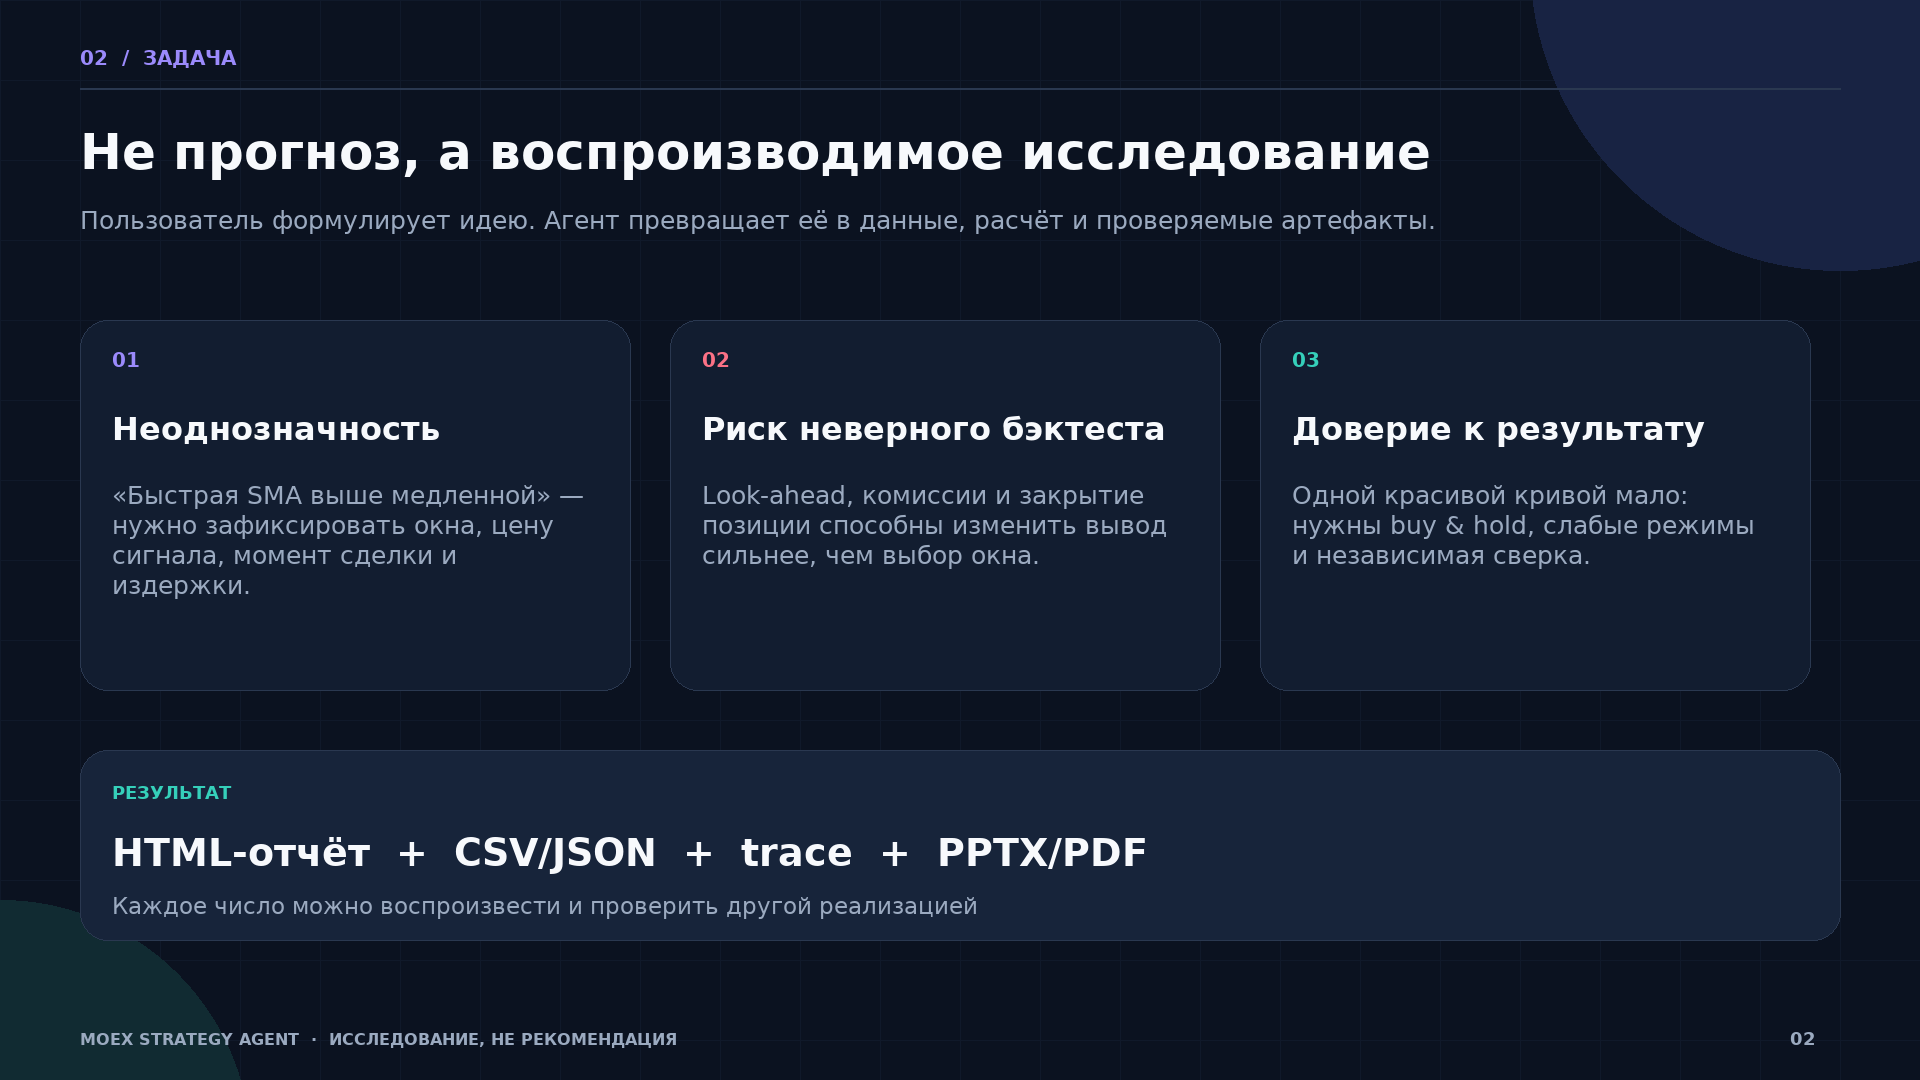 02 / ЗАДАЧА
Не прогноз, а воспроизводимое исследование
Пользователь формулирует идею. Агент превращает её в данные, расчёт и проверяемые артефакты.
01
Неоднозначность
«Быстрая SMA выше медленной» —
нужно зафиксировать окна, цену
сигнала, момент сделки и
издержки.
02
Риск неверного бэктеста
Look-ahead, комиссии и закрытие
позиции способны изменить вывод
сильнее, чем выбор окна.
03
Доверие к результату
Одной красивой кривой мало:
нужны buy & hold, слабые режимы
и независимая сверка.
РЕЗУЛЬТАТ
HTML-отчёт + CSV/JSON + trace + PPTX/PDF
Каждое число можно воспроизвести и проверить другой реализацией
MOEX STRATEGY AGENT · ИССЛЕДОВАНИЕ, НЕ РЕКОМЕНДАЦИЯ
02